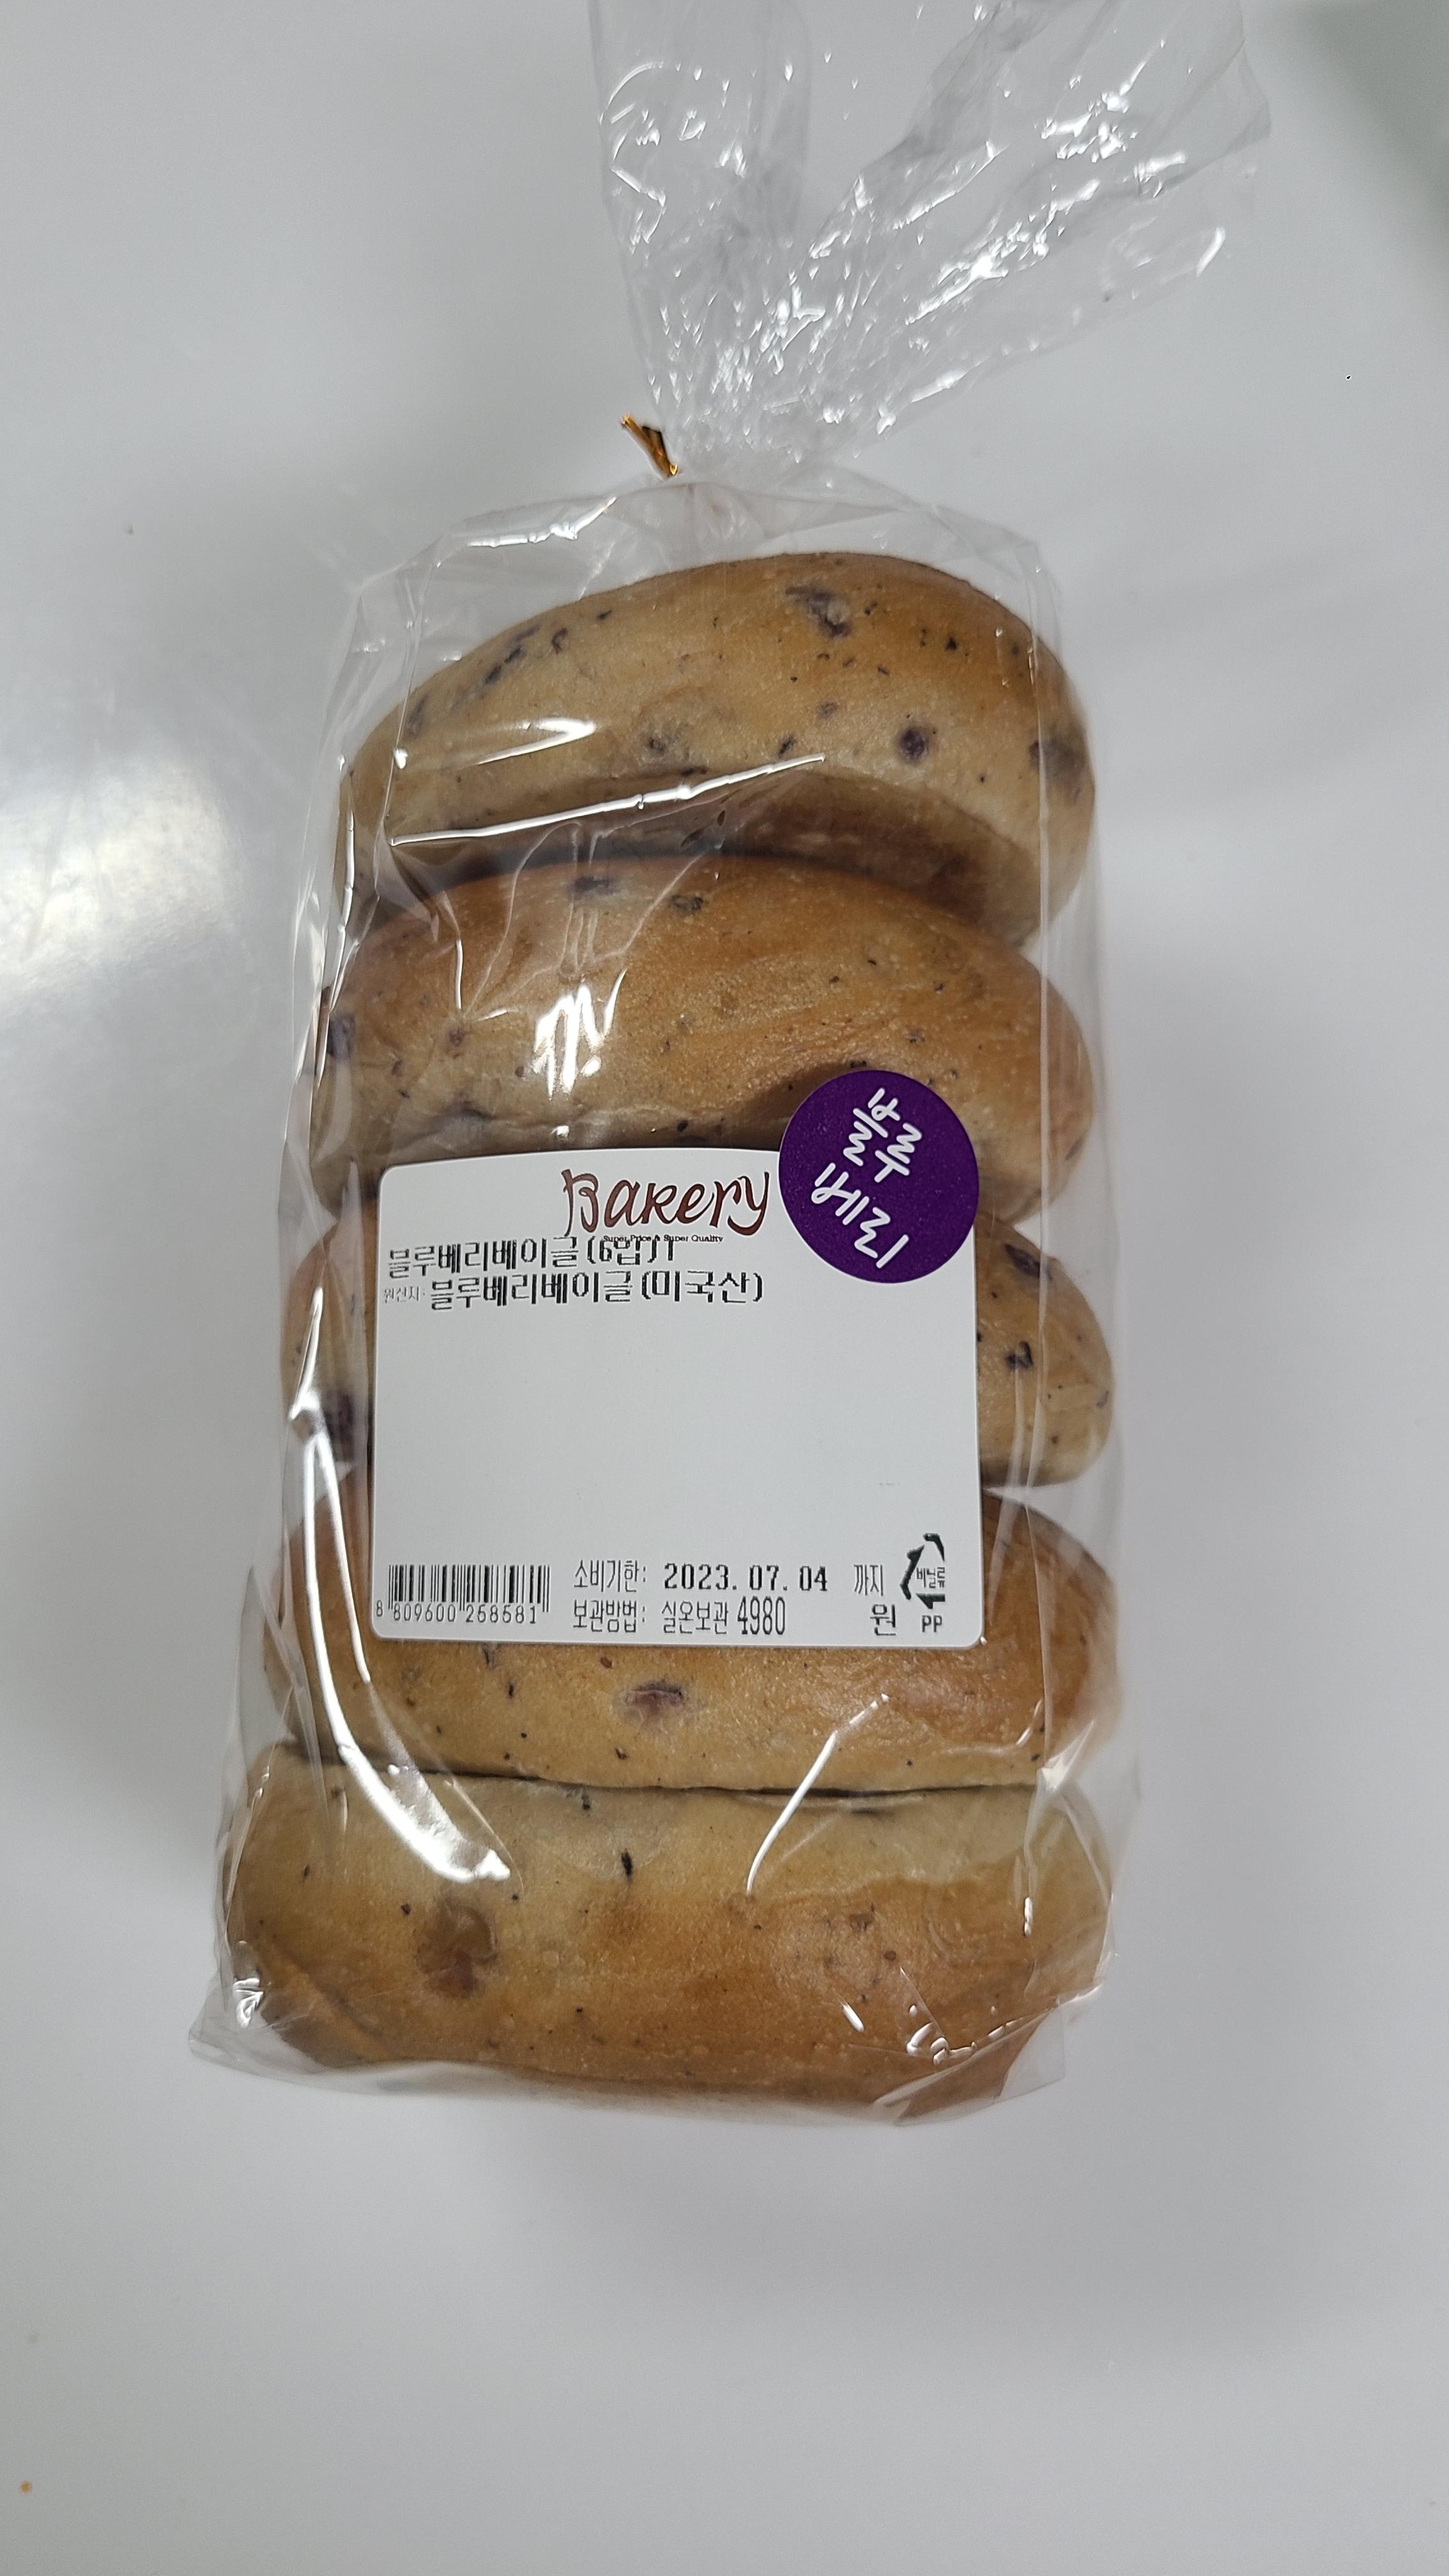 Bakery
Super Price & Super Quality
블루
베리
블루베리베이글(6입)1
원산지: 블루베리베이글(미국산)
소비기한: 2023.07.04 까지
보관방법: 실온보관 4980 원
8 809600 268581
비닐류
PP